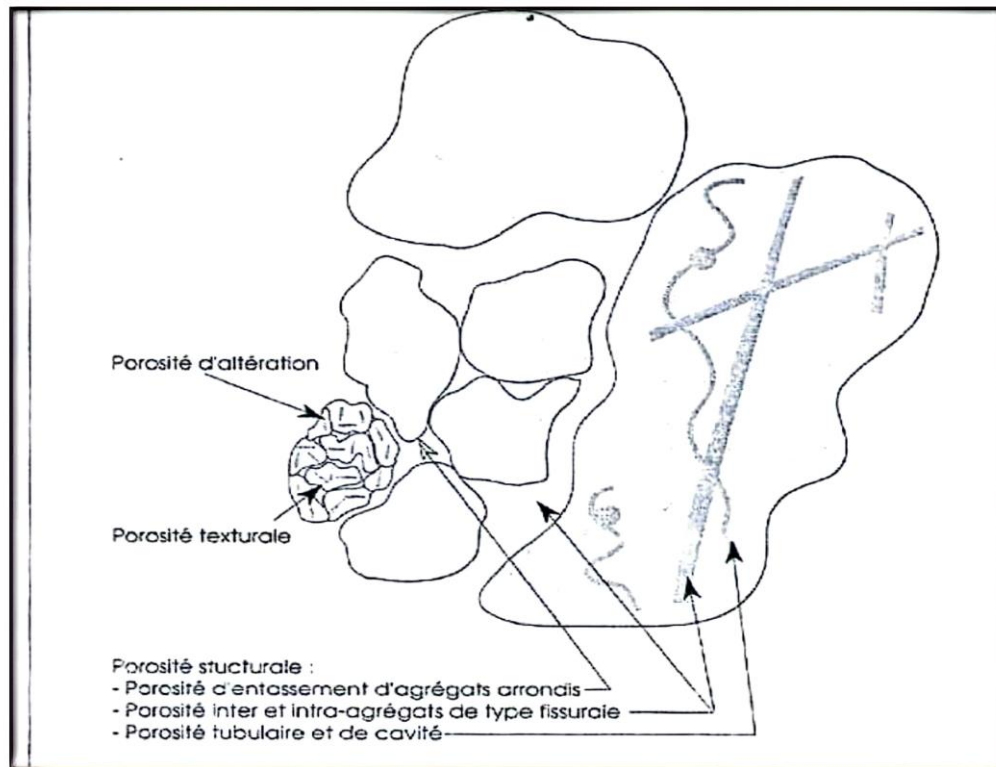 Porosité d'altération
Porosité texturale
Porosité stucturale :
- Porosité d'entassement d'agrégats arrondis
- Porosité inter et intra-agrégats de type fissurale
- Porosité tubulaire et de cavité